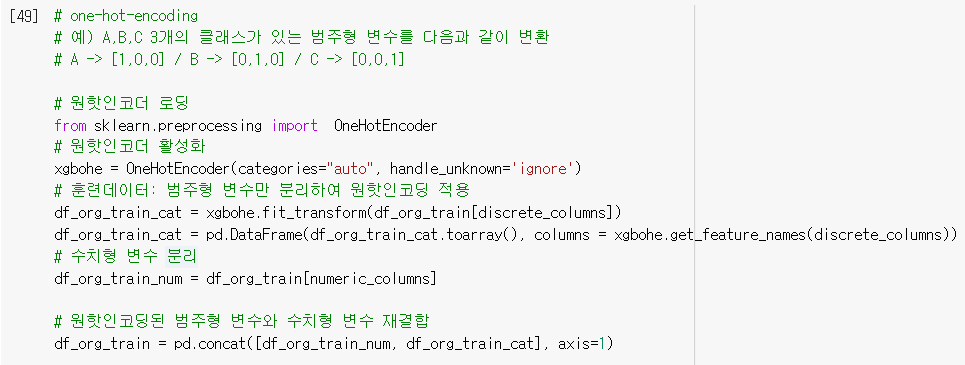 [49] # one-hot-encoding
# 예) A,B,C 3개의 클래스가 있는 범주형 변수를 다음과 같이 변환
# A -> [1,0,0] / B -> [0,1,0] / C -> [0,0,1]
# 원핫인코더 로딩
from sklearn.preprocessing import  OneHotEncoder
# 원핫인코더 활성화
xgbohe = OneHotEncoder(categories="auto", handle_unknown='ignore')
# 훈련데이터: 범주형 변수만 분리하여 원핫인코딩 적용
df_org_train_cat = xgbohe.fit_transform(df_org_train[discrete_columns])
df_org_train_cat = pd.DataFrame(df_org_train_cat.toarray(), columns = xgbohe.get_feature_names(discrete_columns))
# 수치형 변수 분리
df_org_train_num = df_org_train[numeric_columns]
# 원핫인코딩된 범주형 변수와 수치형 변수 재결합
df_org_train = pd.concat([df_org_train_num, df_org_train_cat], axis=1)